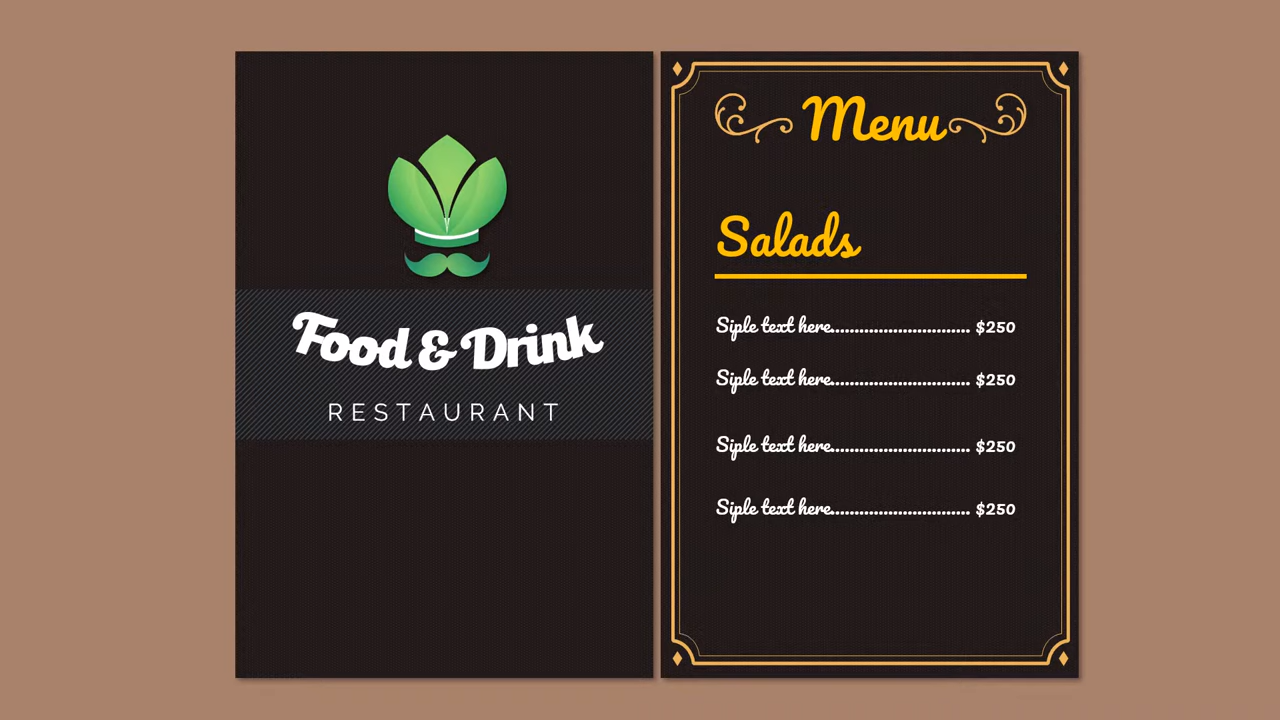 Food & Drink
RESTAURANT
Menu
Salads
Siple text here............................. $250
Siple text here............................. $250
Siple text here............................. $250
Siple text here............................. $250